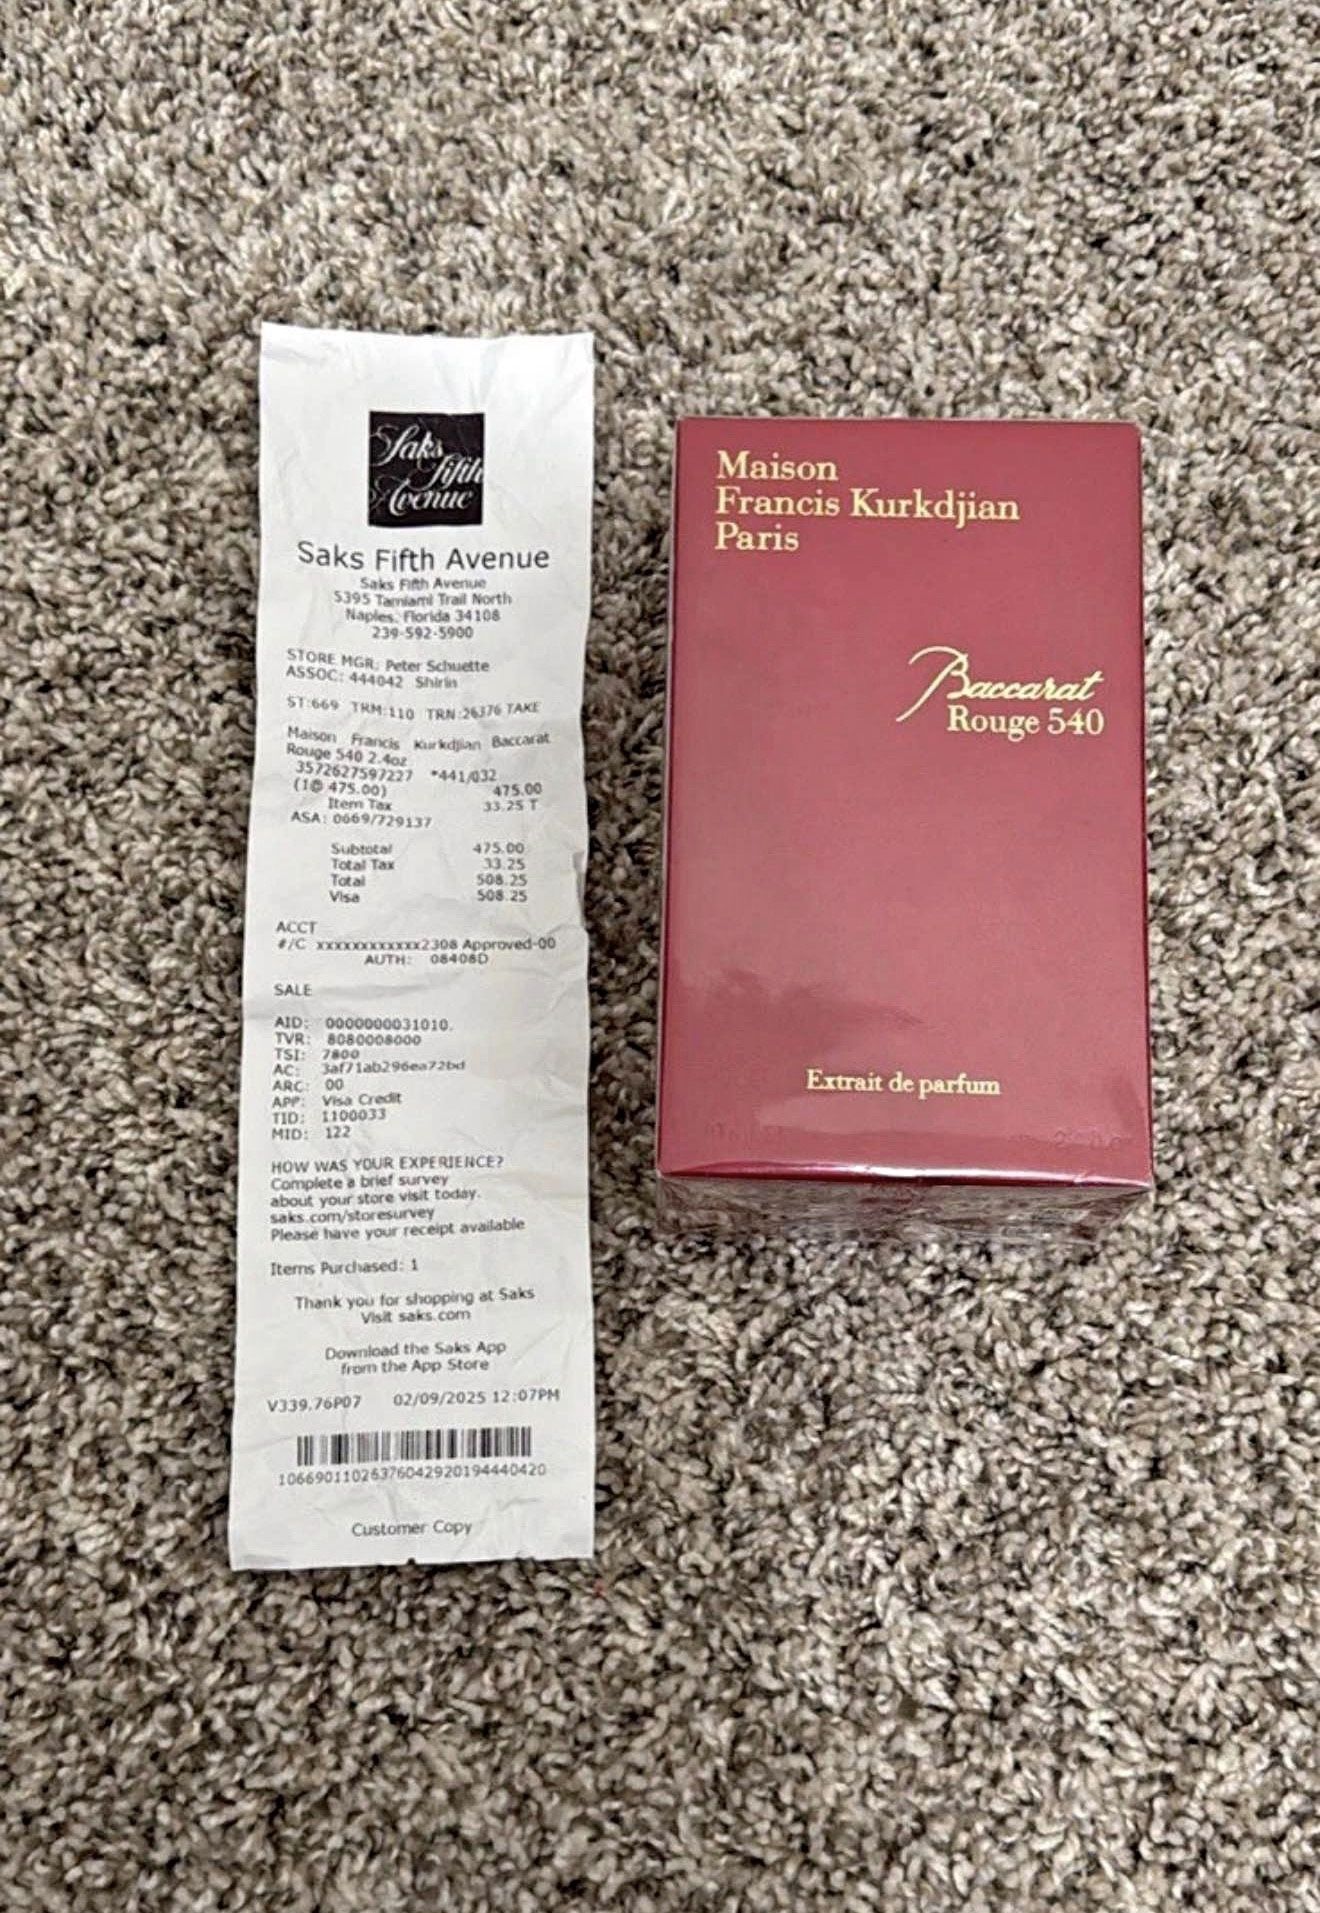 Saks
Fifth
Avenue
Saks Fifth Avenue
Saks Fifth Avenue
5395 Tamiami Trail North
Naples, Florida 34108
239-592-5900
STORE MGR: Peter Schuette
ASSOC: 444042 Shirin
ST:669 TRM:110 TRN:26376 TAKE
Maison Francis Kurkdjian Baccarat
Rouge 540 2.4oz
3572627597227 *441/032
(1@ 475.00) 475.00
Item Tax 33.25 T
ASA: 0669/729137
Subtotal 475.00
Total Tax 33.25
Total 508.25
Visa 508.25
ACCT
#/C xxxxxxxxxxxx2308 Approved-00
AUTH: 08408D
SALE
AID: 0000000031010.
TVR: 8080008000
TSI: 7800
AC: 3af71ab296ea72bd
ARC: 00
APP: Visa Credit
TID: 1100033
MID: 122
HOW WAS YOUR EXPERIENCE?
Complete a brief survey
about your store visit today.
saks.com/storesurvey
Please have your receipt available
Items Purchased: 1
Thank you for shopping at Saks
Visit saks.com
Download the Saks App
from the App Store
V339.76P07 02/09/2025 12:07PM
1066901102637604292019444042​0
Customer Copy
Maison
Francis Kurkdjian
Paris
Baccarat
Rouge 540
Extrait de parfum